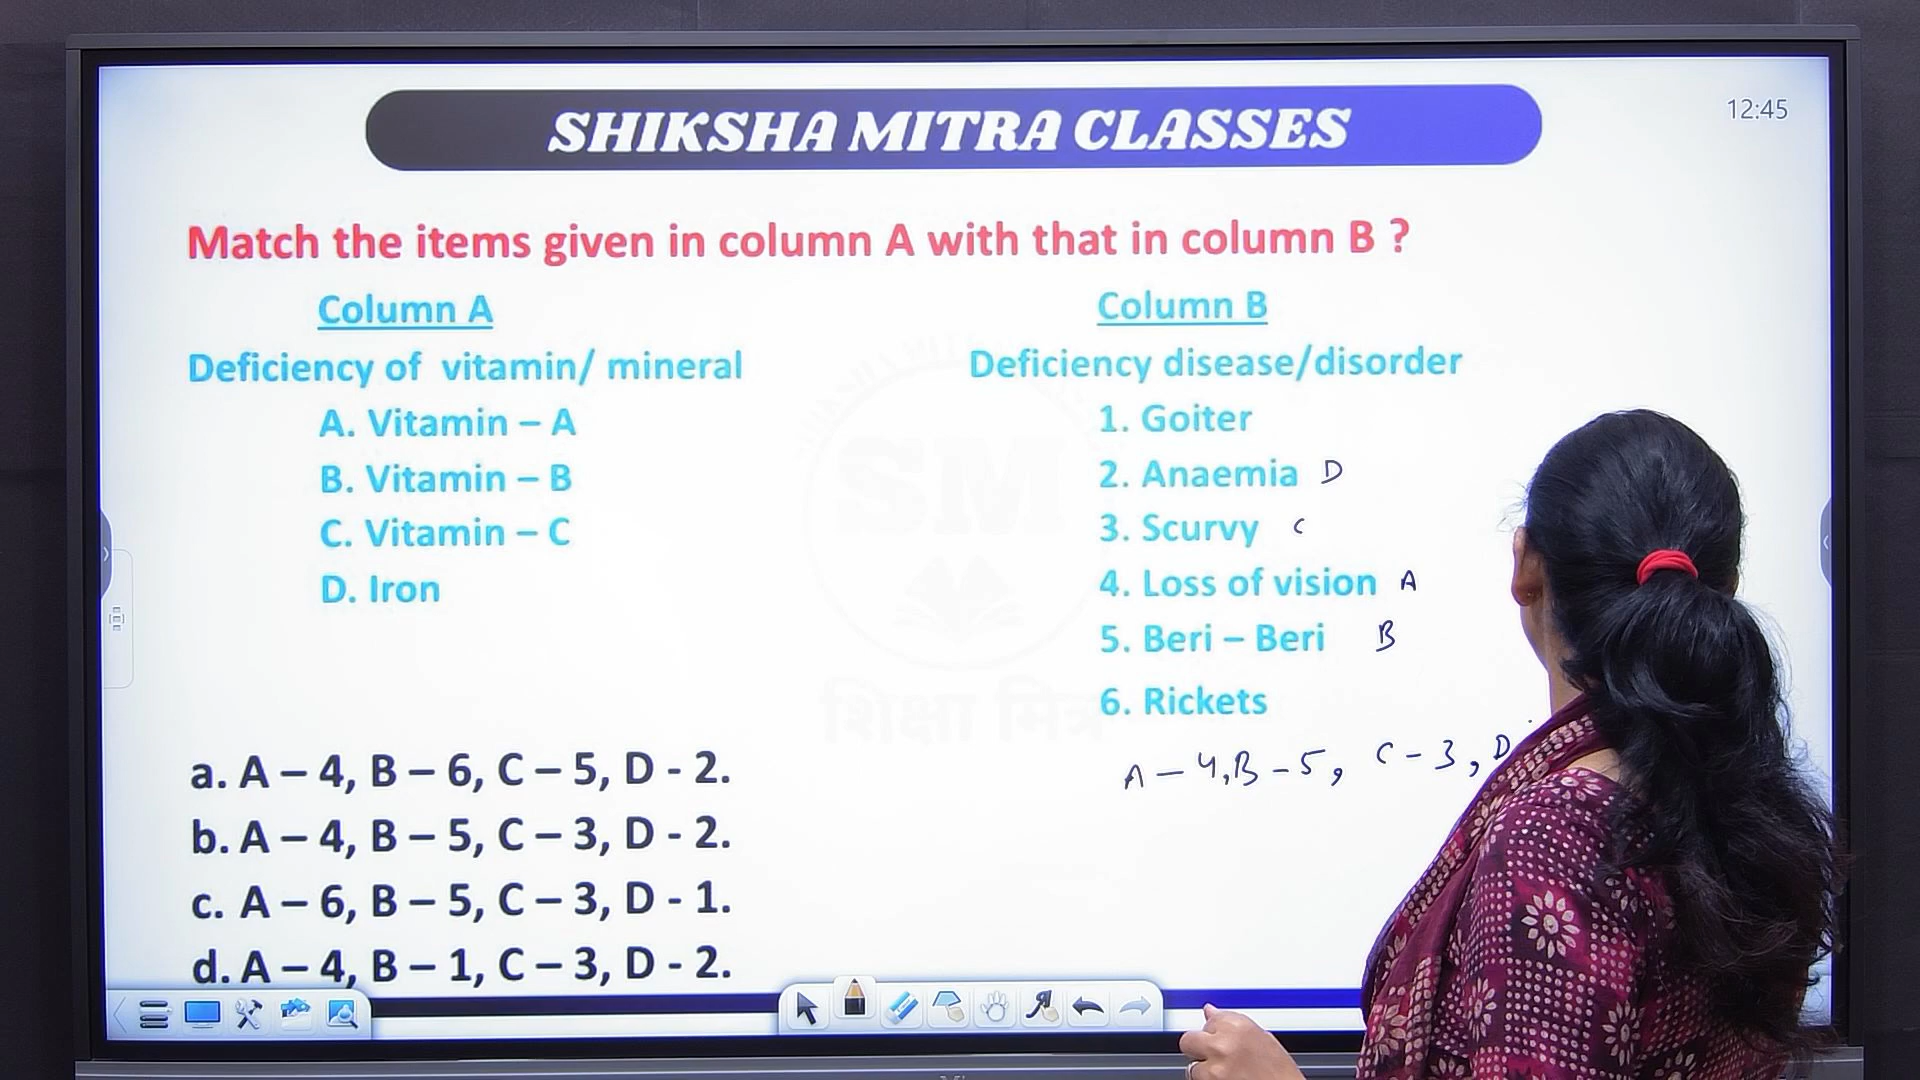 SHIKSHA MITRA CLASSES
12:45
Match the items given in column A with that in column B ?
Column A
Deficiency of vitamin/ mineral
A. Vitamin – A
B. Vitamin – B
C. Vitamin – C
D. Iron
Column B
Deficiency disease/disorder
1. Goiter
2. Anaemia D
3. Scurvy C
4. Loss of vision A
5. Beri – Beri B
6. Rickets
A – 4, B – 5, C – 3, D
SM
शिक्षा मित्र
a. A – 4, B – 6, C – 5, D - 2.
b. A – 4, B – 5, C – 3, D - 2.
c. A – 6, B – 5, C – 3, D - 1.
d. A – 4, B – 1, C – 3, D - 2.